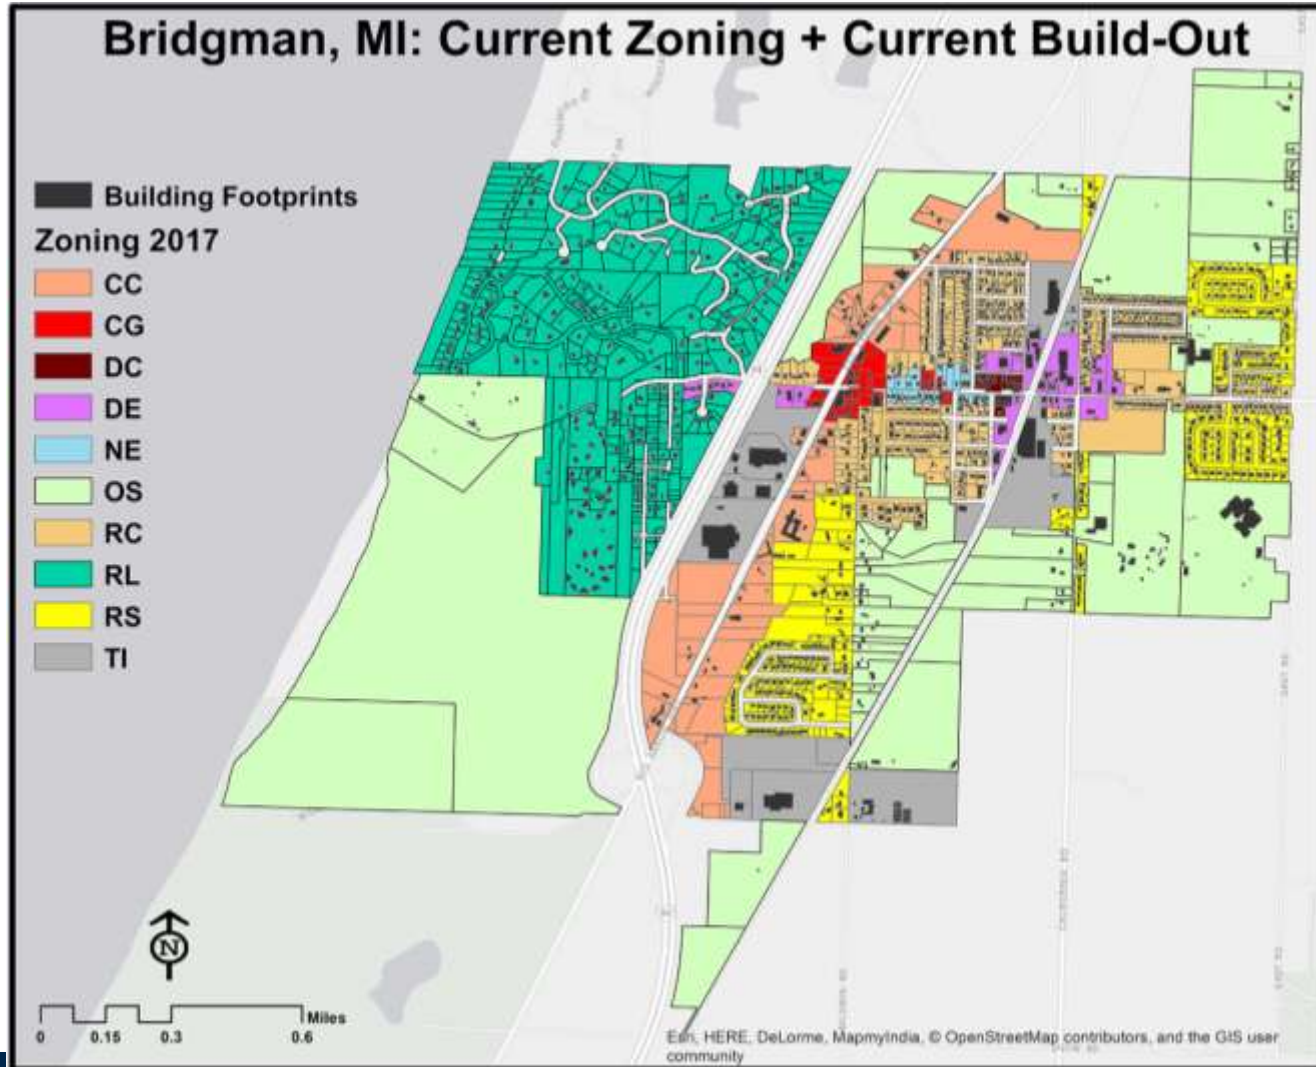 Bridgman, MI: Current Zoning + Current Build-Out
Building Footprints
Zoning 2017
CC
CG
DC
DE
NE
OS
RC
RL
RS
TI
N
Miles
0 0.15 0.3 0.6
Esri, HERE, DeLorme, MapmyIndia, © OpenStreetMap contributors, and the GIS user
community